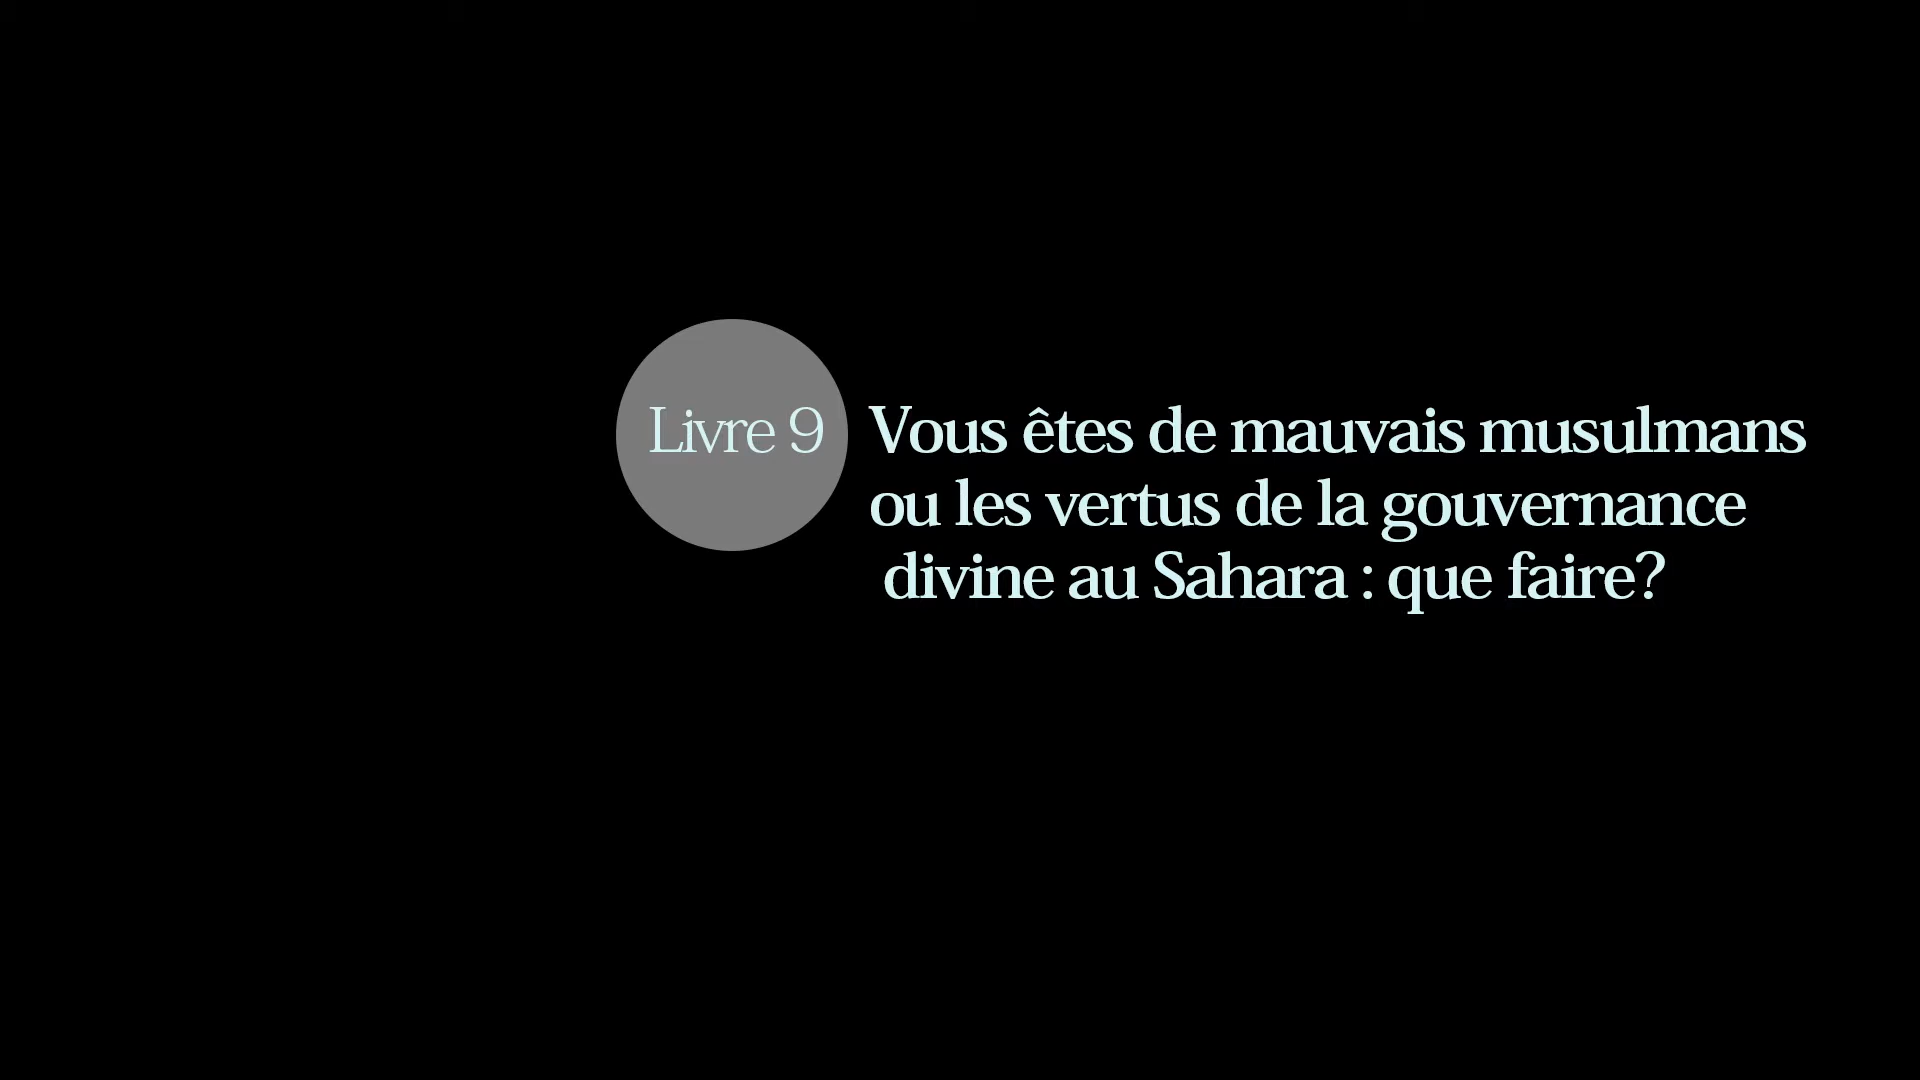 Livre 9 Vous êtes de mauvais musulmans
ou les vertus de la gouvernance
divine au Sahara : que faire?